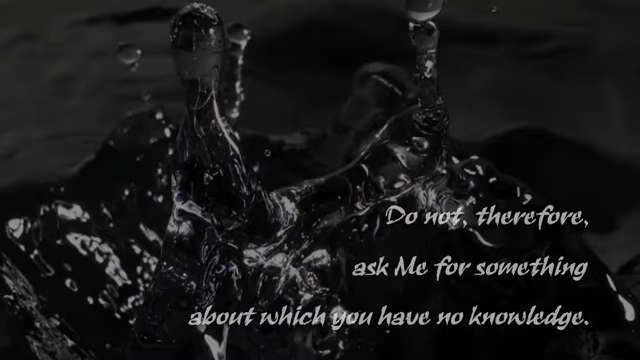 Do not, therefore,
ask Me for something
about which you have no knowledge.